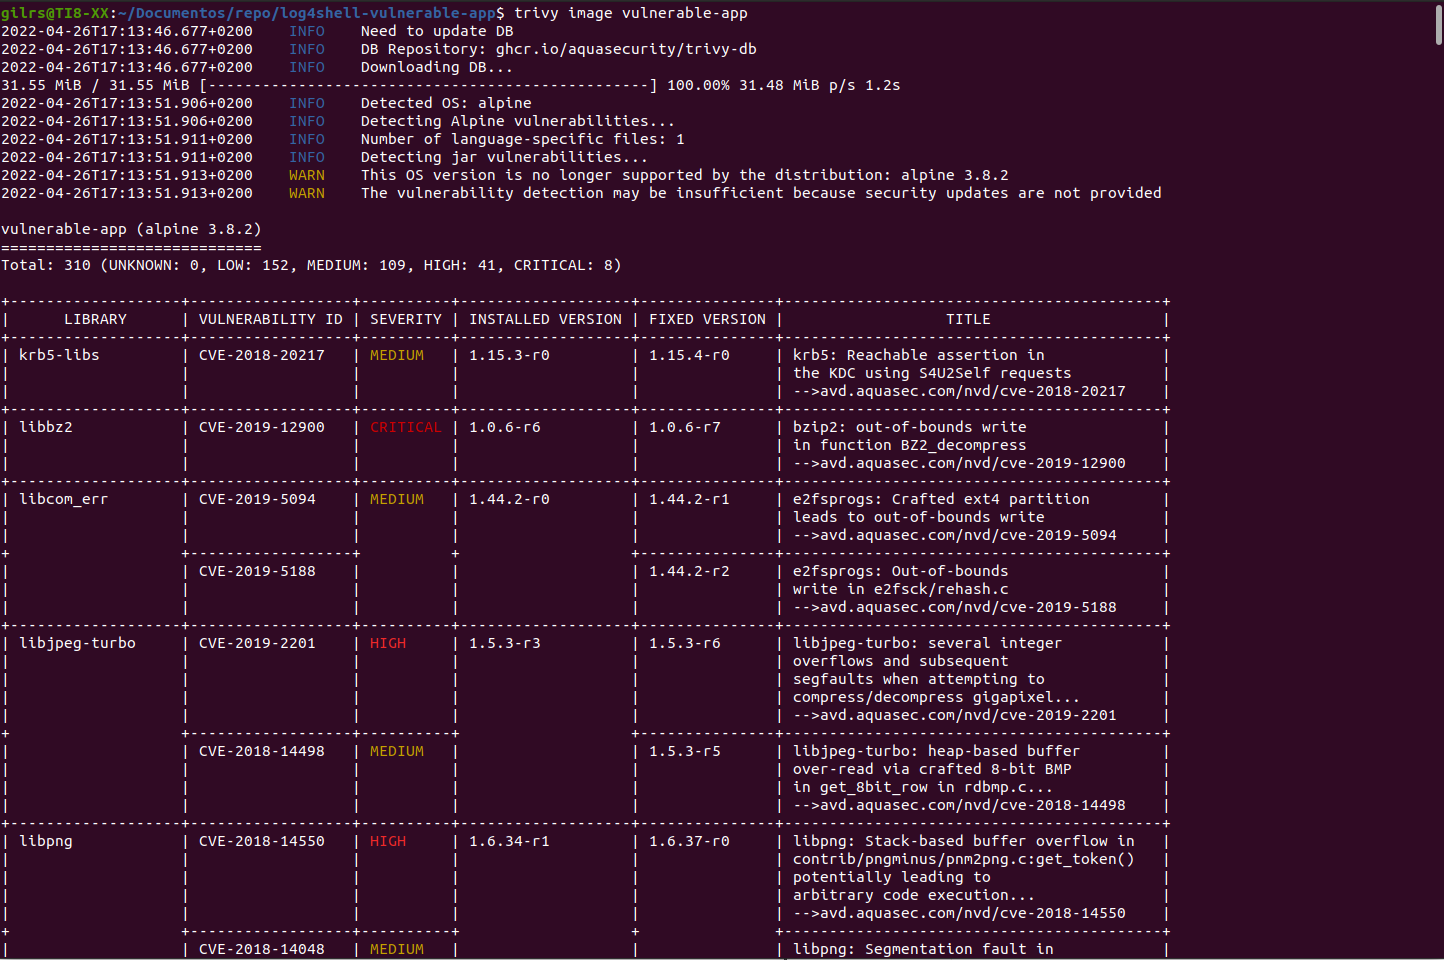 gilrs@TI8-XX:~/Documentos/repo/log4shell-vulnerable-app$ trivy image vulnerable-app
2022-04-26T17:13:46.677+0200    INFO    Need to update DB
2022-04-26T17:13:46.677+0200    INFO    DB Repository: ghcr.io/aquasecurity/trivy-db
2022-04-26T17:13:46.677+0200    INFO    Downloading DB...
31.55 MiB / 31.55 MiB [-------------------------------------------------] 100.00% 31.48 MiB p/s 1.2s
2022-04-26T17:13:51.906+0200    INFO    Detected OS: alpine
2022-04-26T17:13:51.906+0200    INFO    Detecting Alpine vulnerabilities...
2022-04-26T17:13:51.911+0200    INFO    Number of language-specific files: 1
2022-04-26T17:13:51.911+0200    INFO    Detecting jar vulnerabilities...
2022-04-26T17:13:51.913+0200    WARN    This OS version is no longer supported by the distribution: alpine 3.8.2
2022-04-26T17:13:51.913+0200    WARN    The vulnerability detection may be insufficient because security updates are not provided
vulnerable-app (alpine 3.8.2)
=============================
Total: 310 (UNKNOWN: 0, LOW: 152, MEDIUM: 109, HIGH: 41, CRITICAL: 8)
+-------------------+------------------+----------+-------------------+---------------+------------------------------------------+
|      LIBRARY      | VULNERABILITY ID | SEVERITY | INSTALLED VERSION | FIXED VERSION |                  TITLE                   |
+-------------------+------------------+----------+-------------------+---------------+------------------------------------------+
| krb5-libs         | CVE-2018-20217   | MEDIUM   | 1.15.3-r0         | 1.15.4-r0     | krb5: Reachable assertion in             |
|                   |                  |          |                   |               | the KDC using S4U2Self requests          |
|                   |                  |          |                   |               | -->avd.aquasec.com/nvd/cve-2018-20217    |
+-------------------+------------------+----------+-------------------+---------------+------------------------------------------+
| libbz2            | CVE-2019-12900   | CRITICAL | 1.0.6-r6          | 1.0.6-r7      | bzip2: out-of-bounds write               |
|                   |                  |          |                   |               | in function BZ2_decompress               |
|                   |                  |          |                   |               | -->avd.aquasec.com/nvd/cve-2019-12900    |
+-------------------+------------------+----------+-------------------+---------------+------------------------------------------+
| libcom_err        | CVE-2019-5094    | MEDIUM   | 1.44.2-r0         | 1.44.2-r1     | e2fsprogs: Crafted ext4 partition        |
|                   |                  |          |                   |               | leads to out-of-bounds write             |
|                   |                  |          |                   |               | -->avd.aquasec.com/nvd/cve-2019-5094     |
+                   +------------------+          +                   +---------------+------------------------------------------+
|                   | CVE-2019-5188    |          |                   | 1.44.2-r2     | e2fsprogs: Out-of-bounds                 |
|                   |                  |          |                   |               | write in e2fsck/rehash.c                 |
|                   |                  |          |                   |               | -->avd.aquasec.com/nvd/cve-2019-5188     |
+-------------------+------------------+----------+-------------------+---------------+------------------------------------------+
| libjpeg-turbo     | CVE-2019-2201    | HIGH     | 1.5.3-r3          | 1.5.3-r6      | libjpeg-turbo: several integer           |
|                   |                  |          |                   |               | overflows and subsequent                 |
|                   |                  |          |                   |               | segfaults when attempting to             |
|                   |                  |          |                   |               | compress/decompress gigapixel...         |
|                   |                  |          |                   |               | -->avd.aquasec.com/nvd/cve-2019-2201     |
+                   +------------------+----------+                   +---------------+------------------------------------------+
|                   | CVE-2018-14498   | MEDIUM   |                   | 1.5.3-r5      | libjpeg-turbo: heap-based buffer         |
|                   |                  |          |                   |               | over-read via crafted 8-bit BMP          |
|                   |                  |          |                   |               | in get_8bit_row in rdbmp.c...            |
|                   |                  |          |                   |               | -->avd.aquasec.com/nvd/cve-2018-14498    |
+-------------------+------------------+----------+-------------------+---------------+------------------------------------------+
| libpng            | CVE-2018-14550   | HIGH     | 1.6.34-r1         | 1.6.37-r0     | libpng: Stack-based buffer overflow in   |
|                   |                  |          |                   |               | contrib/pngminus/pnm2png.c:get_token()   |
|                   |                  |          |                   |               | potentially leading to                   |
|                   |                  |          |                   |               | arbitrary code execution...              |
|                   |                  |          |                   |               | -->avd.aquasec.com/nvd/cve-2018-14550    |
+                   +------------------+----------+                   +               +------------------------------------------+
|                   | CVE-2018-14048   | MEDIUM   |                   |               | libpng: Segmentation fault in            |